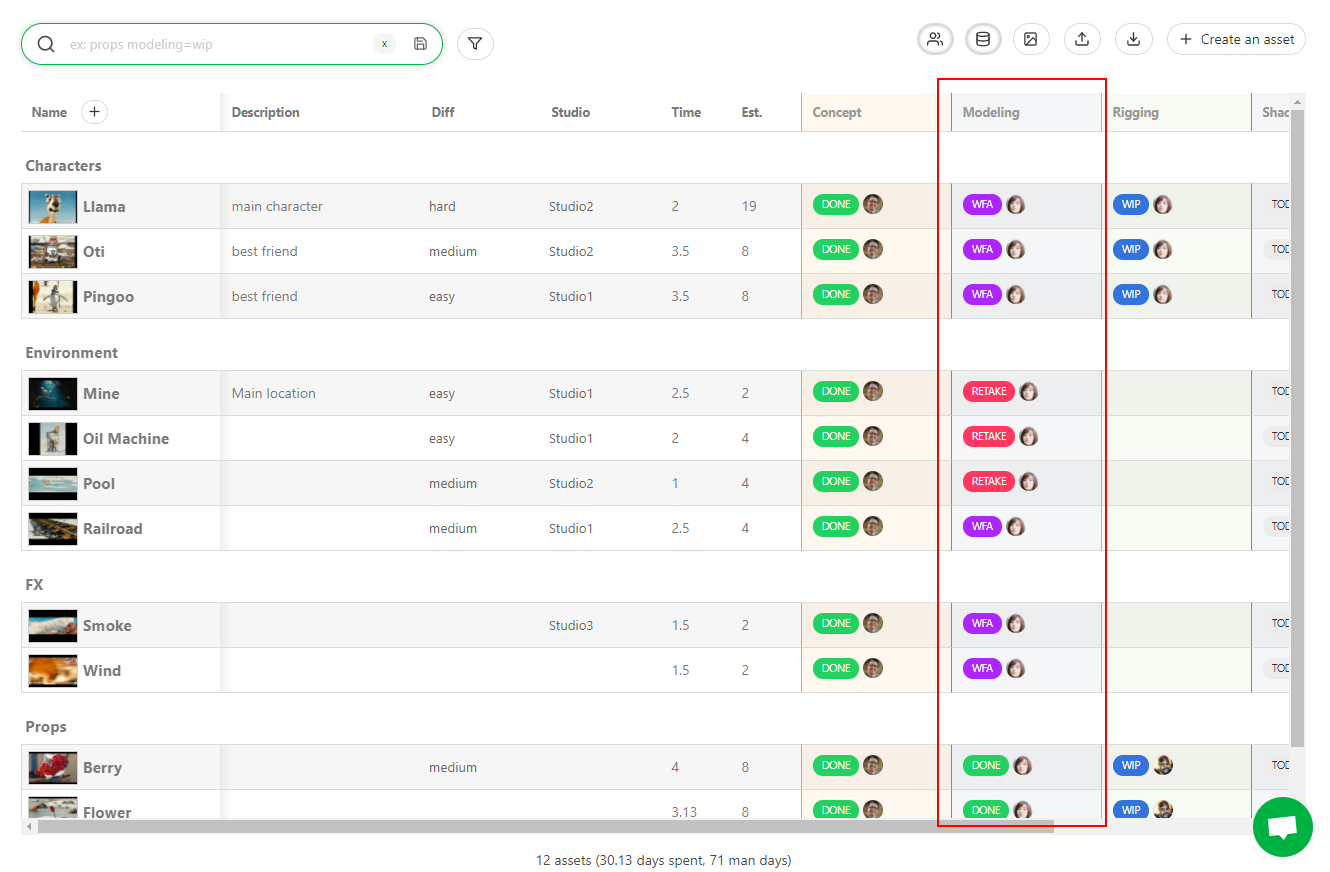 ex: props modeling=wip x
Create an asset
Name + Description Diff Studio Time Est. Concept Modeling Rigging Shad
Characters
Llama main character hard Studio2 2 19 DONE WFA WIP TOD
Oti best friend medium Studio2 3.5 8 DONE WFA WIP TOD
Pingoo best friend easy Studio1 3.5 8 DONE WFA WIP TOD
Environment
Mine Main location easy Studio1 2.5 2 DONE RETAKE TOD
Oil Machine easy Studio1 2 4 DONE RETAKE TOD
Pool medium Studio2 1 4 DONE RETAKE TOD
Railroad medium Studio1 2.5 4 DONE WFA TOD
FX
Smoke Studio3 1.5 2 DONE WFA TOD
Wind 1.5 2 DONE WFA TOD
Props
Berry medium 4 8 DONE DONE WIP TOD
Flower 3.13 8 DONE DONE WIP
12 assets (30.13 days spent, 71 man days)